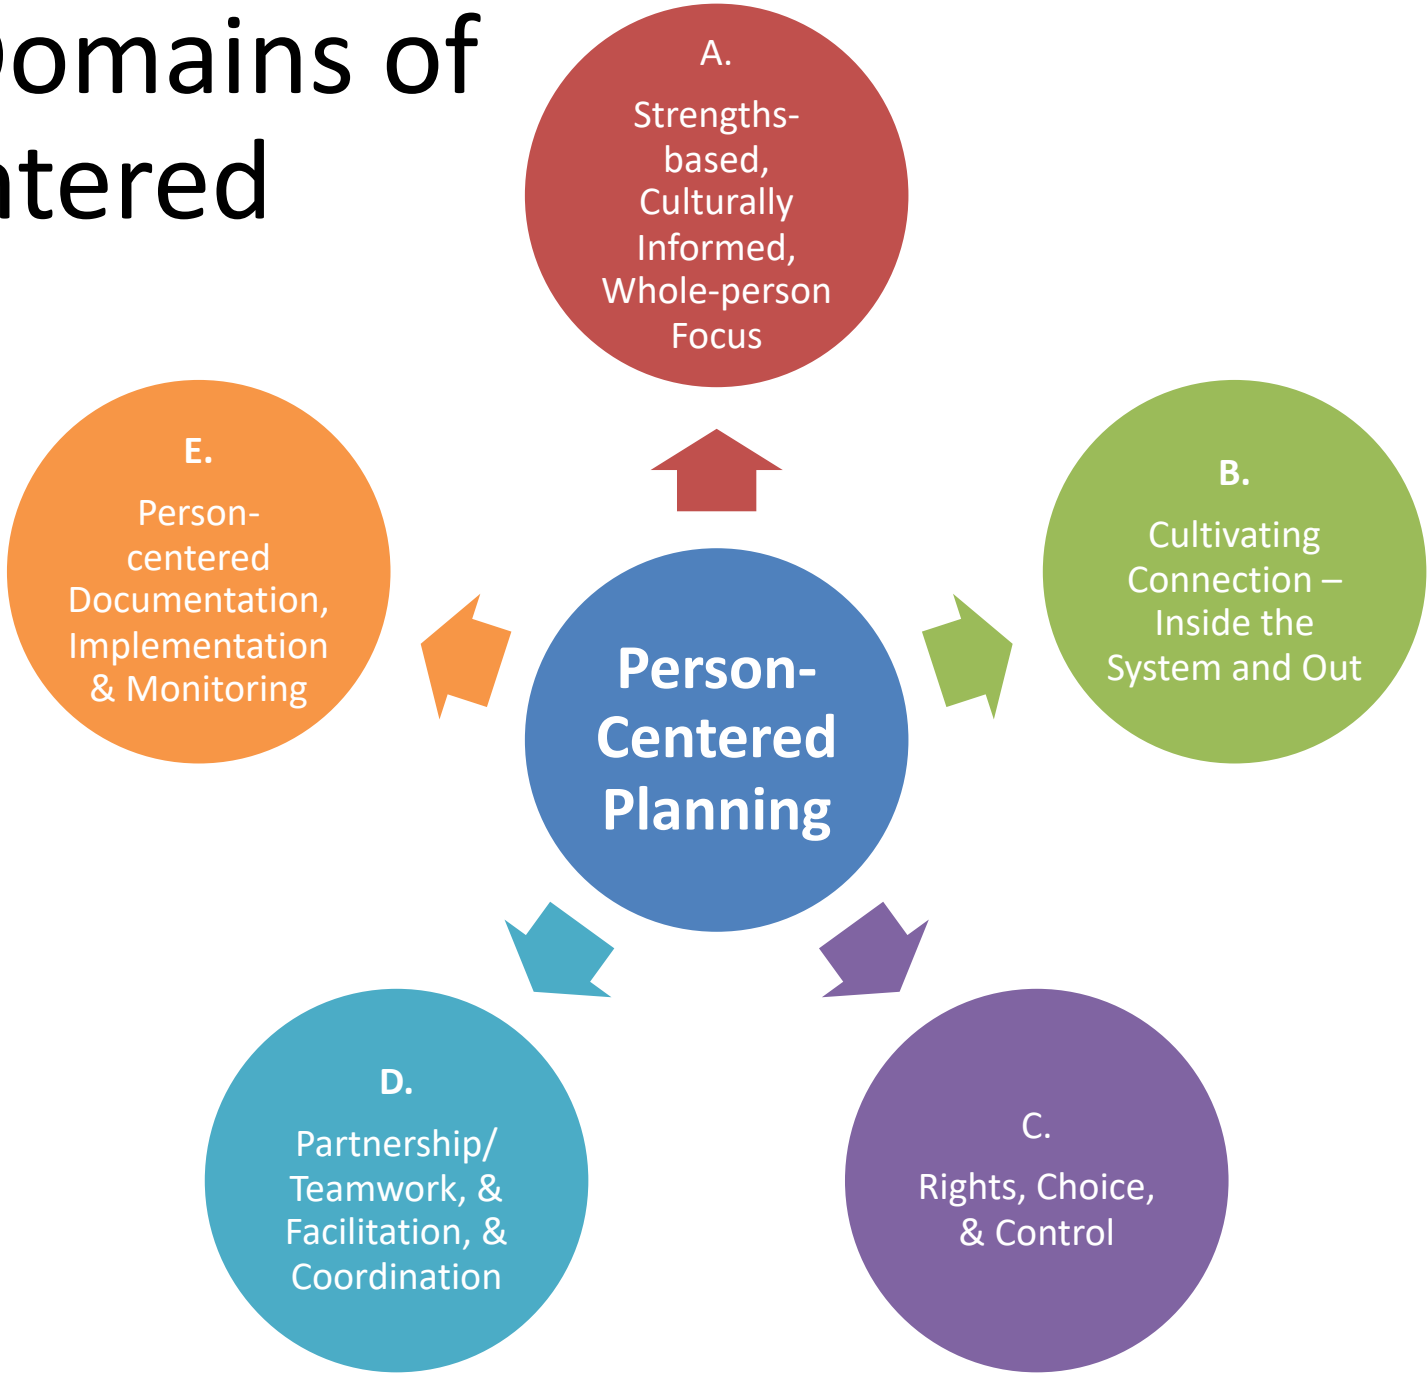 Domains of
ntered
A.
Strengths-
based,
Culturally
Informed,
Whole-person
Focus
B.
Cultivating
Connection –
Inside the
System and Out
C.
Rights, Choice,
& Control
D.
Partnership/
Teamwork, &
Facilitation, &
Coordination
E.
Person-
centered
Documentation,
Implementation
& Monitoring
Person-
Centered
Planning